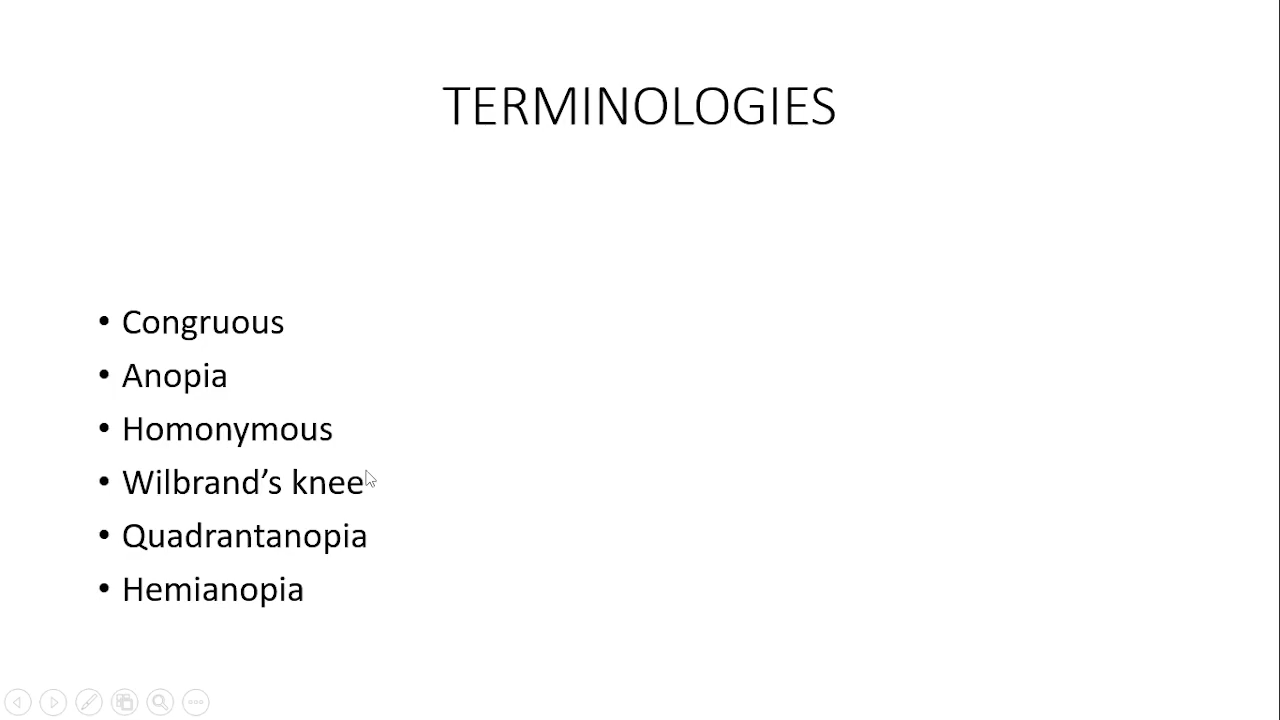 TERMINOLOGIES
• Congruous
• Anopia
• Homonymous
• Wilbrand’s knee
• Quadrantanopia
• Hemianopia